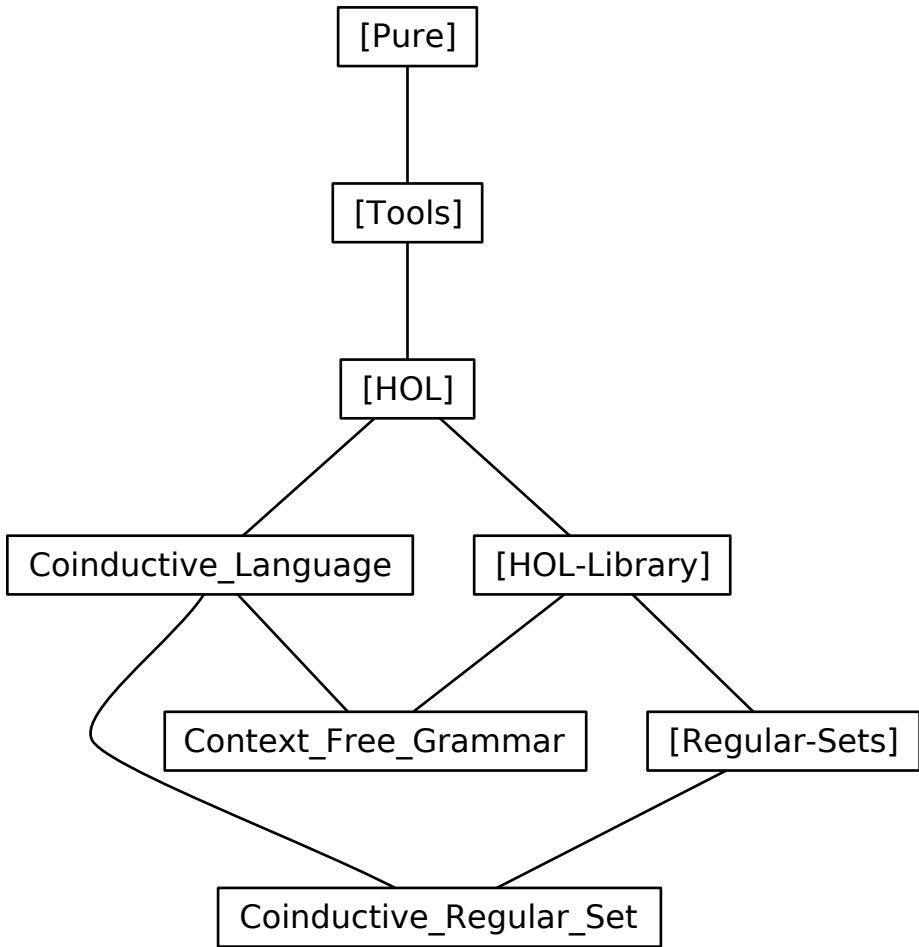 [Pure]
[Tools]
[HOL]
Coinductive_Language
[HOL-Library]
Context_Free_Grammar
[Regular-Sets]
Coinductive_Regular_Set